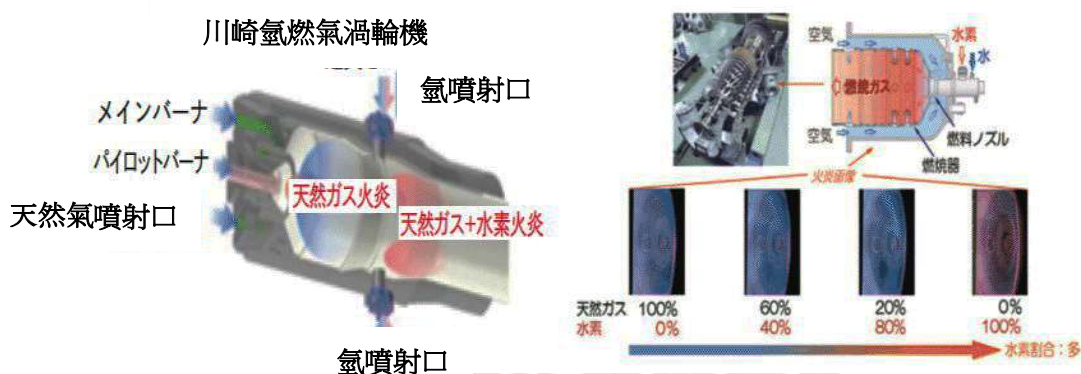 川崎氫燃氣渦輪機
氫噴射口
メインバーナ
パイロットバーナ
天然氣噴射口
天然ガス火炎
天然ガス+水素火炎
氫噴射口
空気
水素
水
燃焼ガス
空気
燃料ノズル
燃焼器
火炎画像
天然ガス 100% 60% 20% 0%
水素 0% 40% 80% 100%
水素割合:多